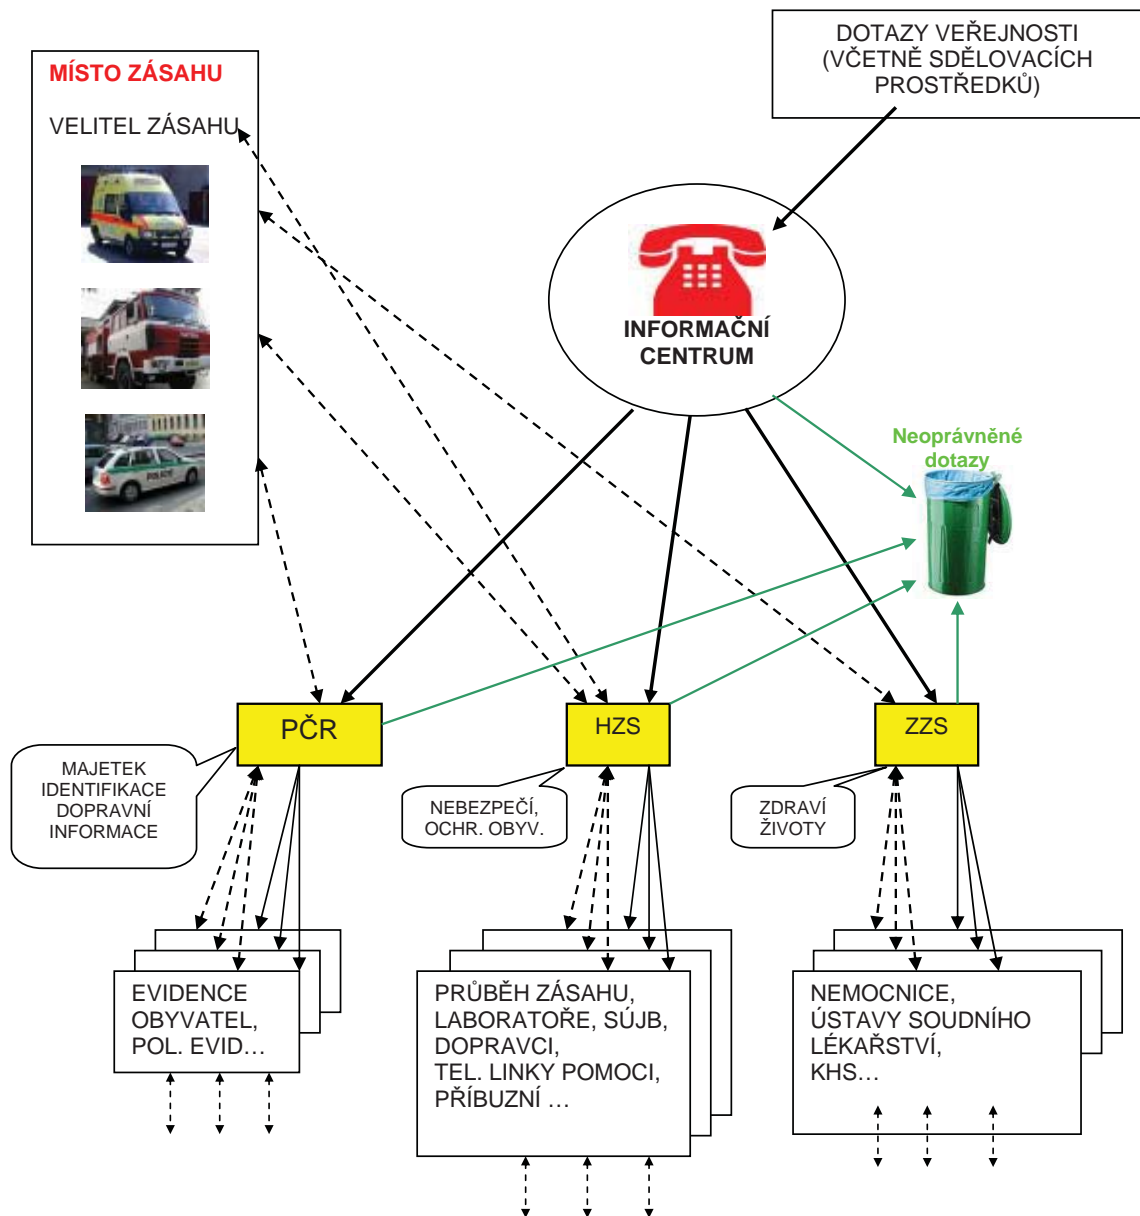 DOTAZY VEŘEJNOSTI
(VČETNĚ SDĚLOVACÍCH
PROSTŘEDKŮ)
MÍSTO ZÁSAHU
VELITEL ZÁSAHU
POLICIE
INFORMAČNÍ
CENTRUM
Neoprávněné
dotazy
PČR
HZS
ZZS
MAJETEK
IDENTIFIKACE
DOPRAVNÍ
INFORMACE
NEBEZPEČÍ,
OCHR. OBYV.
ZDRAVÍ
ŽIVOTY
EVIDENCE
OBYVATEL,
POL. EVID…
PRŮBĚH ZÁSAHU,
LABORATOŘE, SÚJB,
DOPRAVCI,
TEL. LINKY POMOCI,
PŘÍBUZNÍ …
NEMOCNICE,
ÚSTAVY SOUDNÍHO
LÉKAŘSTVÍ,
KHS…